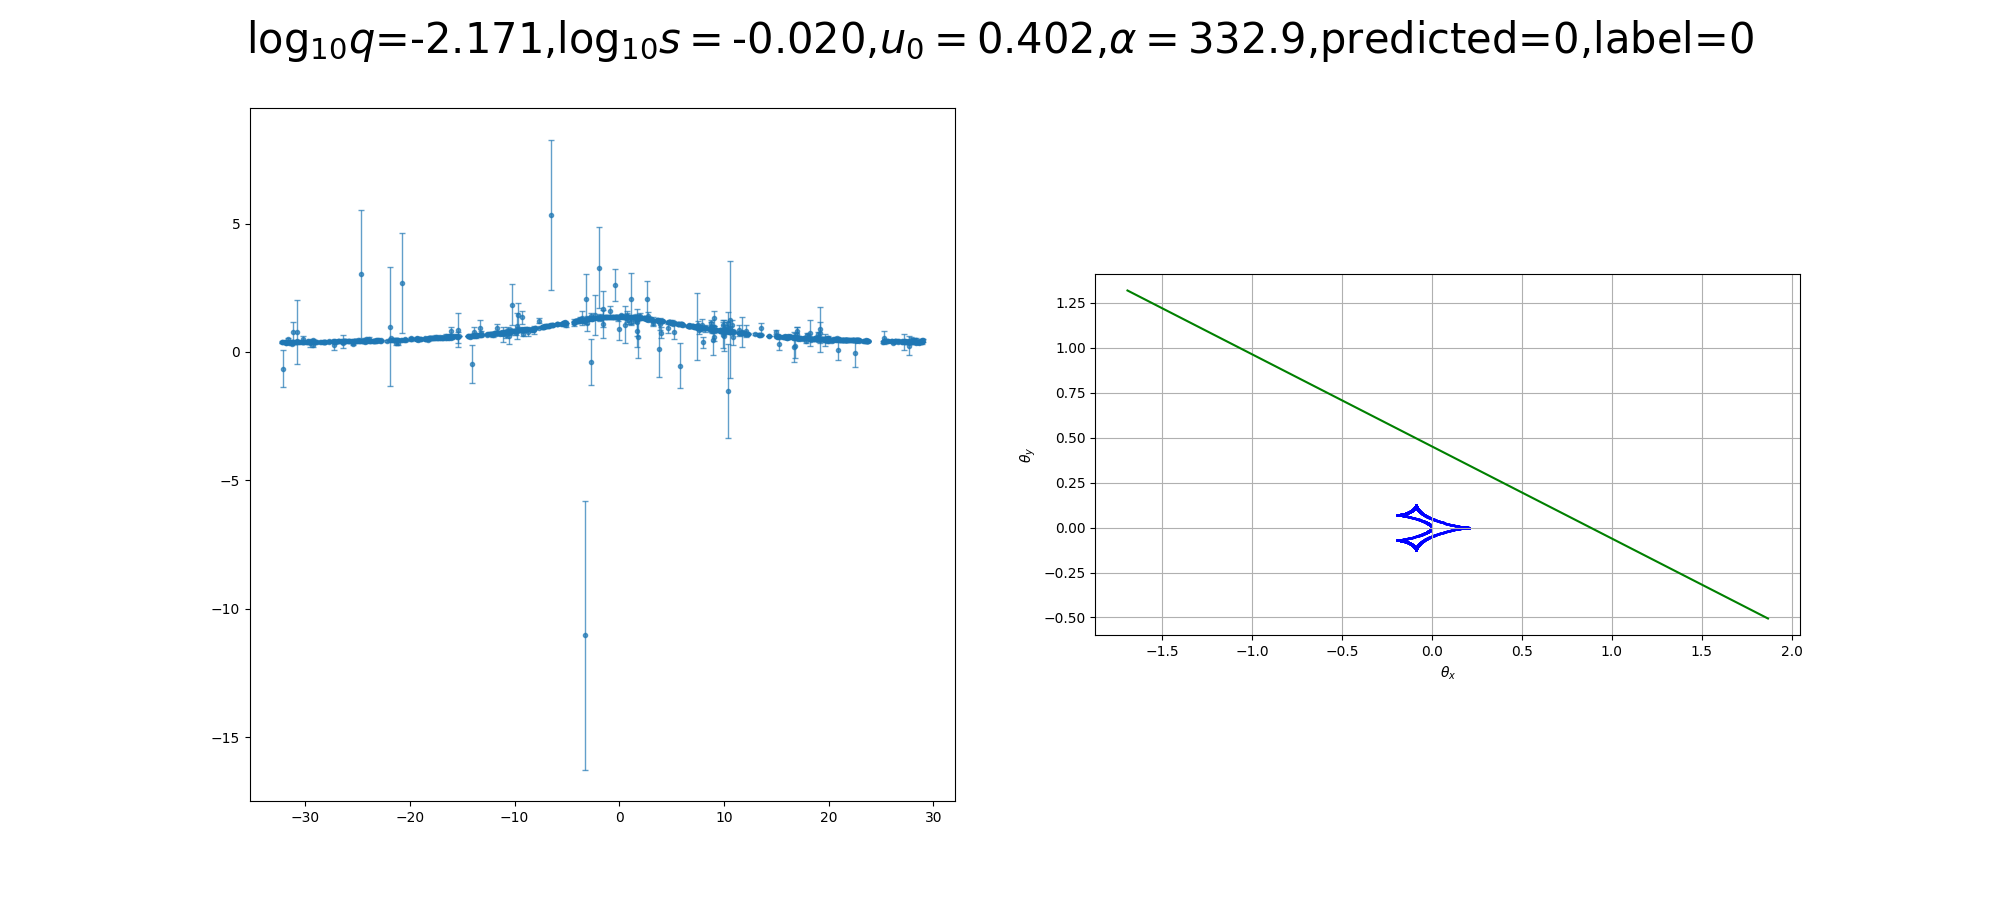 log₁₀q=-2.171,log₁₀s = -0.020,u₀ = 0.402,α = 332.9,predicted=0,label=0
5
0
−5
−10
−15
−30 −20 −10 0 10 20 30
1.25
1.00
0.75
0.50
0.25
0.00
−0.25
−0.50
θy
−1.5 −1.0 −0.5 0.0 0.5 1.0 1.5 2.0
θx